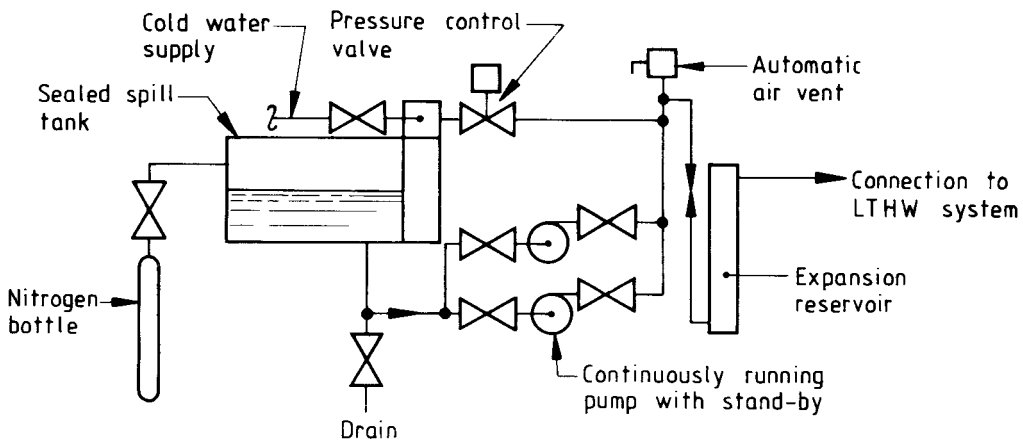 Cold water
supply
Pressure control
valve
Automatic
air vent
Sealed spill
tank
Connection to
LTHW system
Expansion
reservoir
Nitrogen
bottle
Continuously running
pump with stand-by
Drain